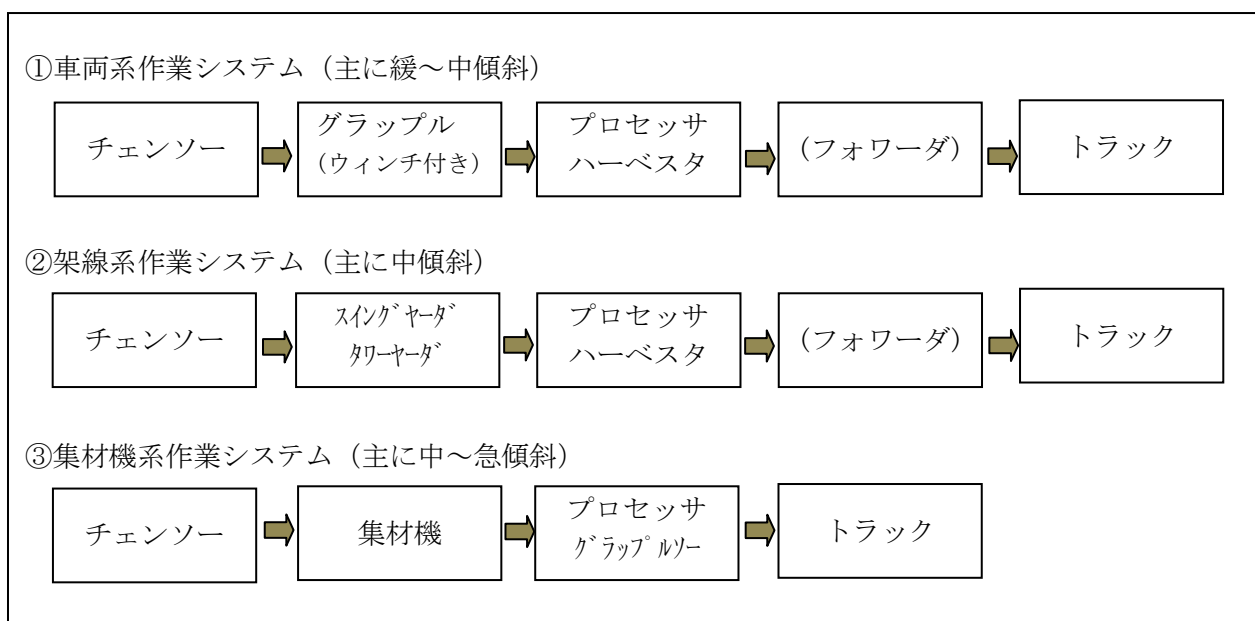 ①車両系作業システム（主に緩～中傾斜）
チェンソー
グラップル
(ウィンチ付き)
プロセッサ
ハーベスタ
(フォワーダ)
トラック
②架線系作業システム（主に中傾斜）
チェンソー
ｽｲﾝｸﾞﾔｰﾀﾞ
ﾀﾜｰﾔｰﾀﾞ
プロセッサ
ハーベスタ
(フォワーダ)
トラック
③集材機系作業システム（主に中～急傾斜）
チェンソー
集材機
プロセッサ
ｸﾞﾗｯﾌﾟﾙｿｰ
トラック